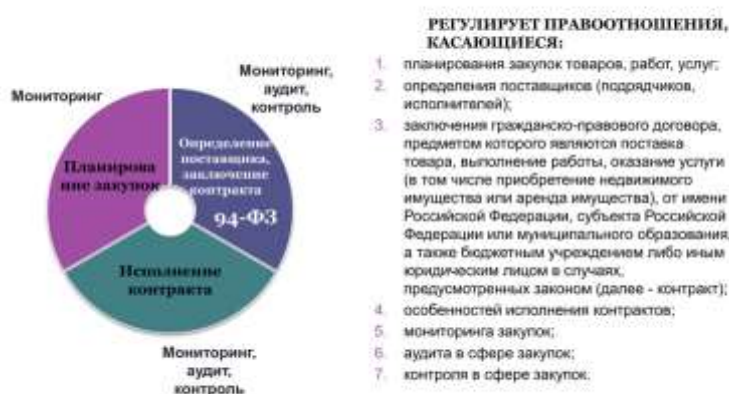 РЕГУЛИРУЕТ ПРАВООТНОШЕНИЯ,
КАСАЮЩИЕСЯ:
1. планирования закупок товаров, работ, услуг;
2. определения поставщиков (подрядчиков,
исполнителей);
3. заключения гражданско-правового договора,
предметом которого являются поставка
товара, выполнение работы, оказание услуги
(в том числе приобретение недвижимого
имущества или аренда имущества), от имени
Российской Федерации, субъекта Российской
Федерации или муниципального образования,
а также бюджетным учреждением либо иным
юридическим лицом в случаях,
предусмотренных законом (далее - контракт);
4. особенностей исполнения контрактов;
5. мониторинга закупок;
6. аудита в сфере закупок;
7. контроля в сфере закупок.
Мониторинг
Мониторинг,
аудит,
контроль
Планирова
ние закупок
Определение
поставщика,
заключение
контракта
94-ФЗ
Исполнение
контракта
Мониторинг,
аудит,
контроль